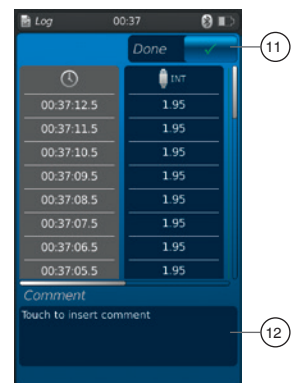 Log 00:37
Done 11
INT
00:37:12.5 1.95
00:37:11.5 1.95
00:37:10.5 1.95
00:37:09.5 1.95
00:37:08.5 1.95
00:37:07.5 1.95
00:37:06.5 1.95
00:37:05.5 1.95
Comment
Touch to insert comment
12